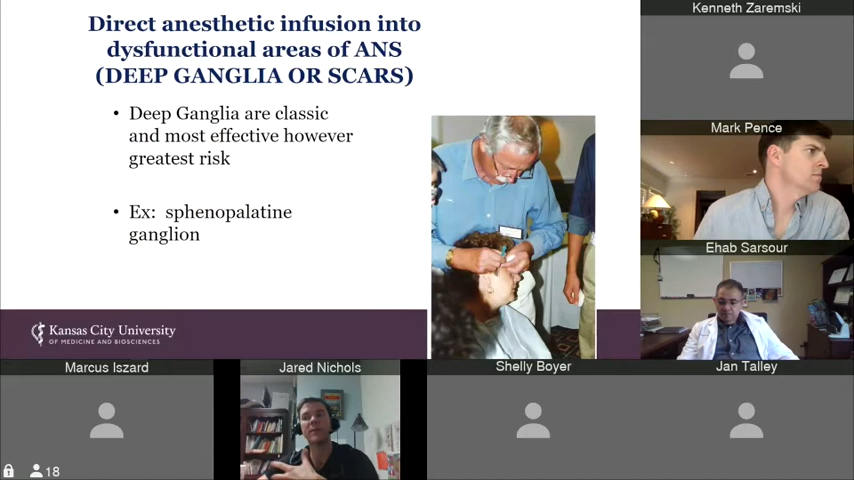 Direct anesthetic infusion into
dysfunctional areas of ANS
(DEEP GANGLIA OR SCARS)
• Deep Ganglia are classic
and most effective however
greatest risk
• Ex: sphenopalatine
ganglion
Kansas City University
OF MEDICINE AND BIOSCIENCES
Kenneth Zaremski
Mark Pence
Ehab Sarsour
Marcus Iszard
Jared Nichols
Shelly Boyer
Jan Talley
18